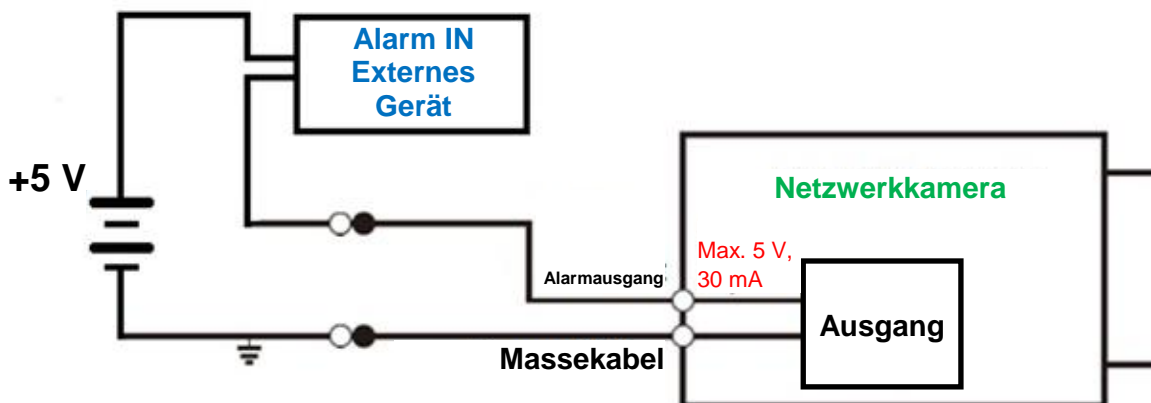 Alarm IN
Externes
Gerät
+5 V
Netzwerkkamera
Max. 5 V,
30 mA
Alarmausgang
Ausgang
Massekabel